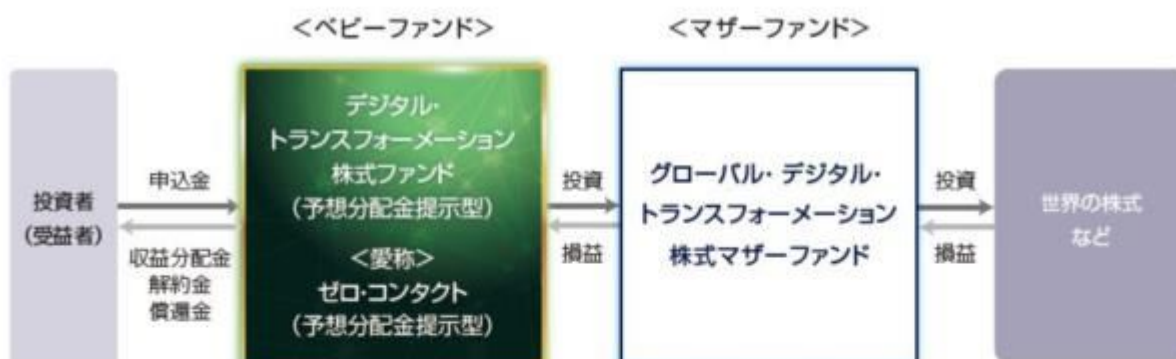 ＜ベビーファンド＞
＜マザーファンド＞
投資者
(受益者)
申込金
収益分配金
解約金
償還金
デジタル・
トランスフォーメーション
株式ファンド
(予想分配金提示型)
＜愛称＞
ゼロ・コンタクト
(予想分配金提示型)
投資
損益
グローバル・デジタル・
トランスフォーメーション
株式マザーファンド
投資
損益
世界の株式
など